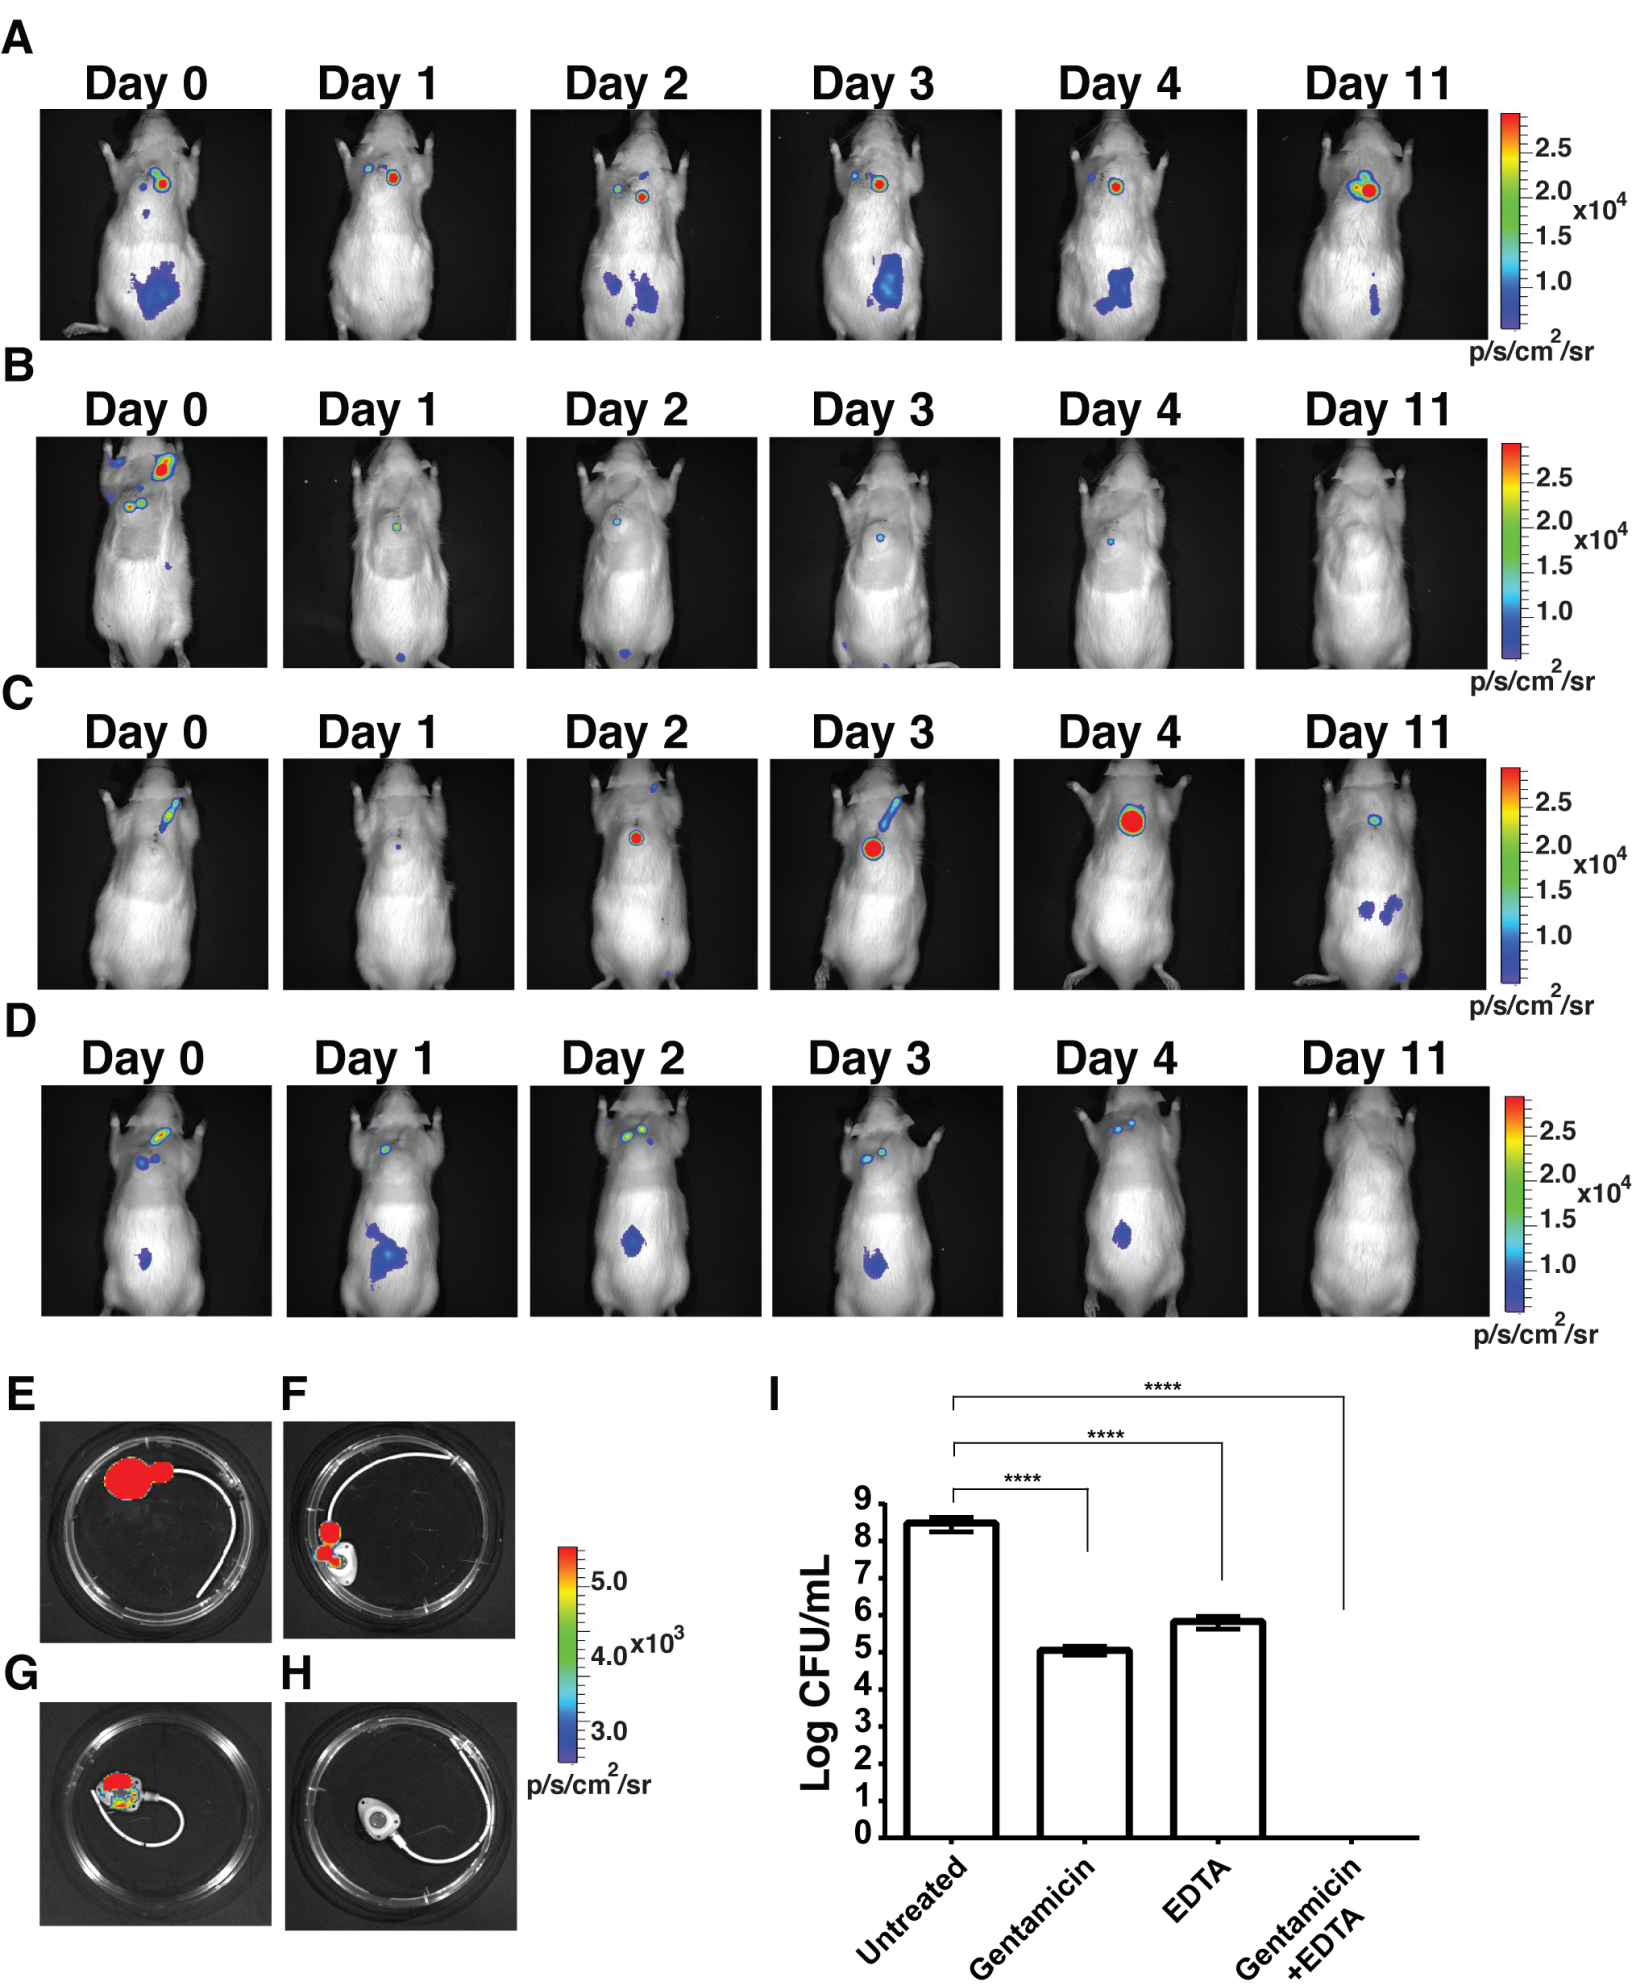 A
Day 0 Day 1 Day 2 Day 3 Day 4 Day 11
2.5
2.0
x10⁴
1.5
1.0
p/s/cm²/sr
B
Day 0 Day 1 Day 2 Day 3 Day 4 Day 11
2.5
2.0
x10⁴
1.5
1.0
p/s/cm²/sr
C
Day 0 Day 1 Day 2 Day 3 Day 4 Day 11
2.5
2.0
x10⁴
1.5
1.0
p/s/cm²/sr
D
Day 0 Day 1 Day 2 Day 3 Day 4 Day 11
2.5
2.0
x10⁴
1.5
1.0
p/s/cm²/sr
E F
G H
5.0
4.0 x10³
3.0
p/s/cm²/sr
I
****
****
****
Log CFU/mL
9
8
7
6
5
4
3
2
1
0
Untreated
Gentamicin
EDTA
Gentamicin
+EDTA